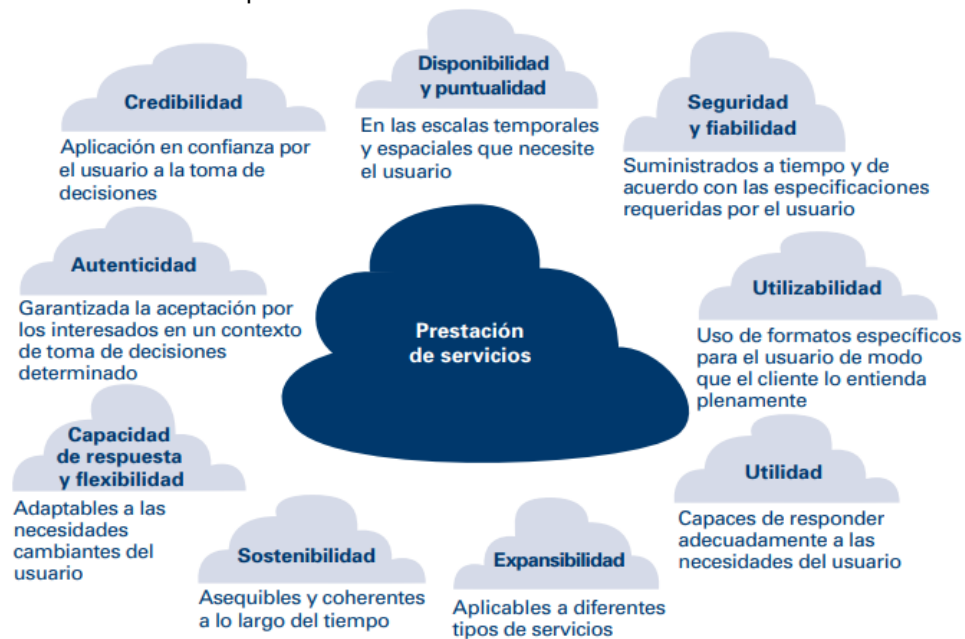 Credibilidad
Aplicación en confianza por
el usuario a la toma de
decisiones
Disponibilidad
y puntualidad
En las escalas temporales
y espaciales que necesite
el usuario
Seguridad
y fiabilidad
Suministrados a tiempo y de
acuerdo con las especificaciones
requeridas por el usuario
Autenticidad
Garantizada la aceptación por
los interesados en un contexto
de toma de decisiones
determinado
Prestación
de servicios
Utilizabilidad
Uso de formatos específicos
para el usuario de modo
que el cliente lo entienda
plenamente
Capacidad
de respuesta
y flexibilidad
Adaptables a las
necesidades
cambiantes del
usuario
Sostenibilidad
Asequibles y coherentes
a lo largo del tiempo
Expansibilidad
Aplicables a diferentes
tipos de servicios
Utilidad
Capaces de responder
adecuadamente a las
necesidades del usuario